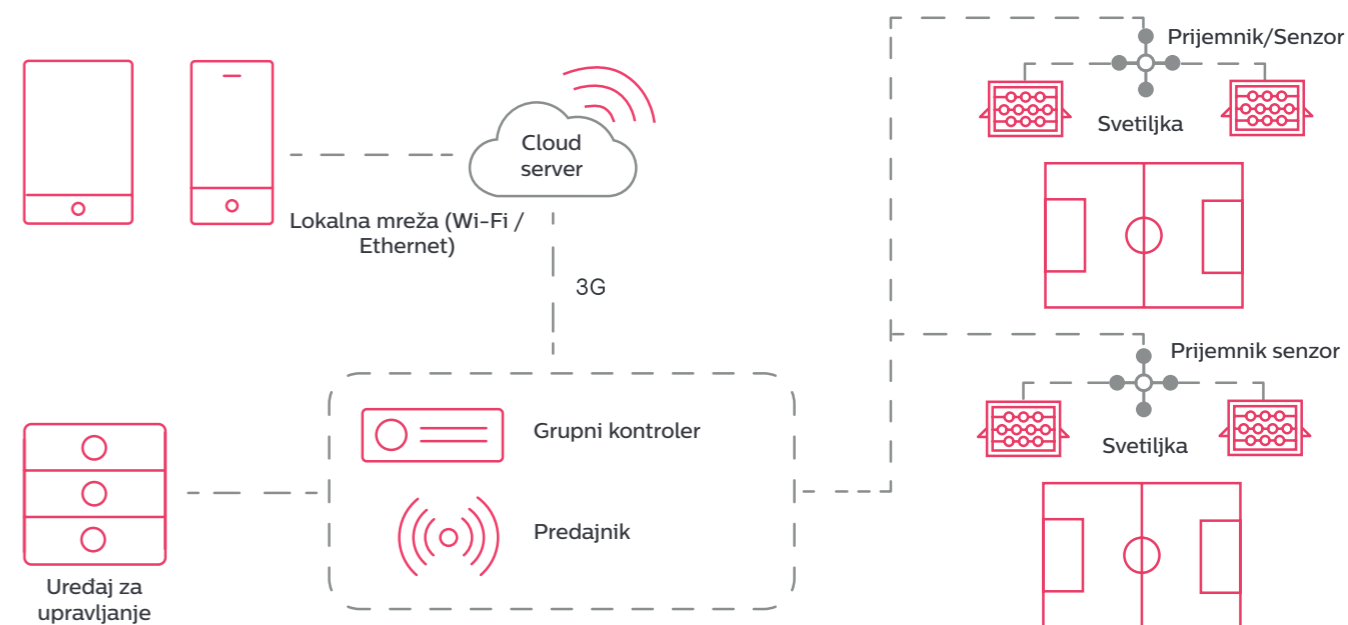 Prijemnik/Senzor
Svetiljka
Cloud
server
Lokalna mreža (Wi-Fi /
Ethernet)
3G
Prijemnik senzor
Svetiljka
Grupni kontroler
Predajnik
Uređaj za
upravljanje